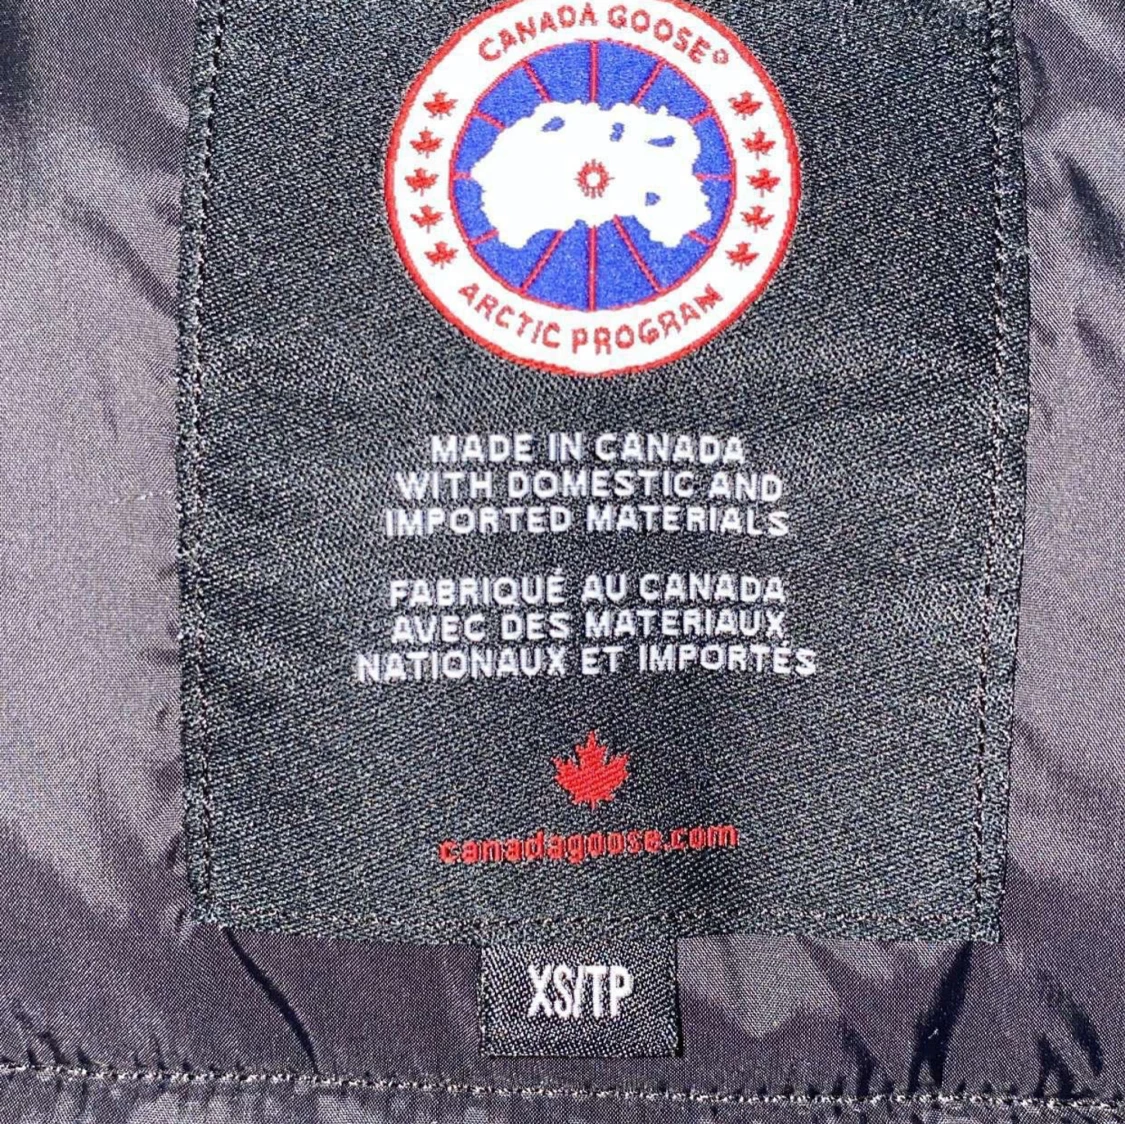 CANADA GOOSE®
ARCTIC PROGRAM
MADE IN CANADA
WITH DOMESTIC AND
IMPORTED MATERIALS
FABRIQUÉ AU CANADA
AVEC DES MATERIAUX
NATIONAUX ET IMPORTÉS
canadagoose.com
XS/TP